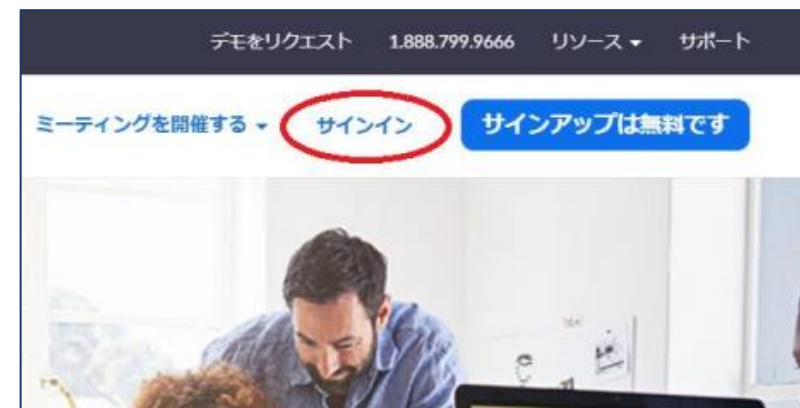 デモをリクエスト 1.888.799.9666 リソース サポート
ミーティングを開催する サインイン サインアップは無料です